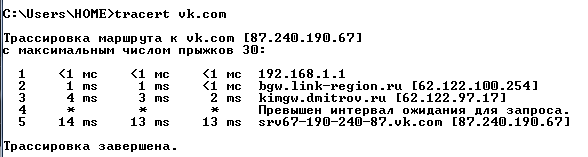 C:\Users\HOME>tracert vk.com
Трассировка маршрута к vk.com [87.240.190.67]
с максимальным числом прыжков 30:
1 <1 мс <1 мс <1 мс 192.168.1.1
2 1 ms 1 ms <1 мс bgw.link-region.ru [62.122.100.254]
3 4 ms 3 ms 2 ms kimgw.dmitrov.ru [62.122.97.17]
4 * * * Превышен интервал ожидания для запроса.
5 14 ms 13 ms 13 ms srv67-190-240-87.vk.com [87.240.190.67]
Трассировка завершена.